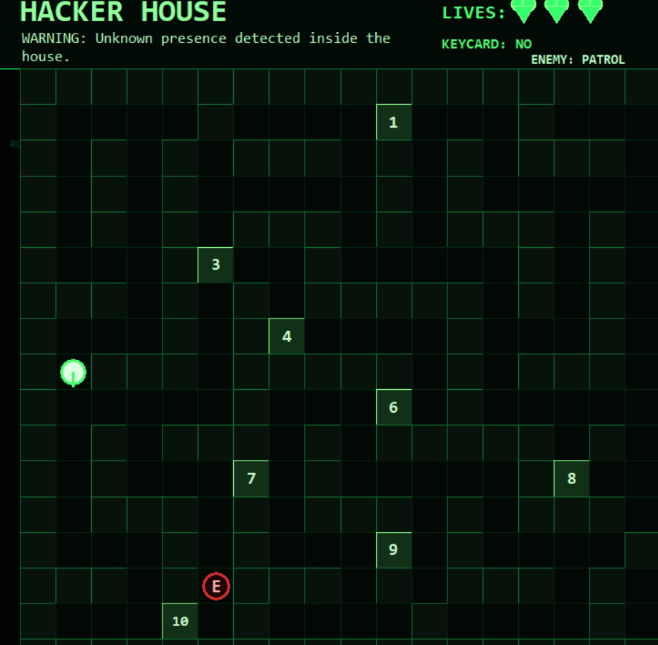 HACKER HOUSE
LIVES:
WARNING: Unknown presence detected inside the
house.
KEYCARD: NO
ENEMY: PATROL
1
3
4
6
7
8
9
E
10